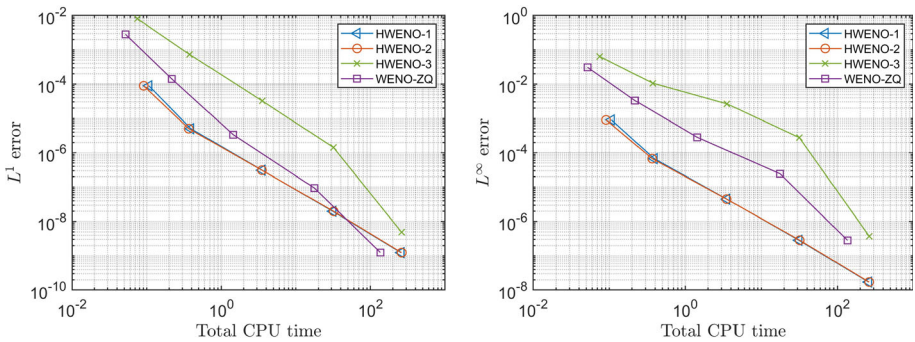 10^-2
10^-4
10^-6
10^-8
10^-10
L^1 error
10^-2
10^0
10^2
Total CPU time
HWENO-1
HWENO-2
HWENO-3
WENO-ZQ
10^0
10^-2
10^-4
10^-6
10^-8
L^∞ error
10^-2
10^0
10^2
Total CPU time
HWENO-1
HWENO-2
HWENO-3
WENO-ZQ